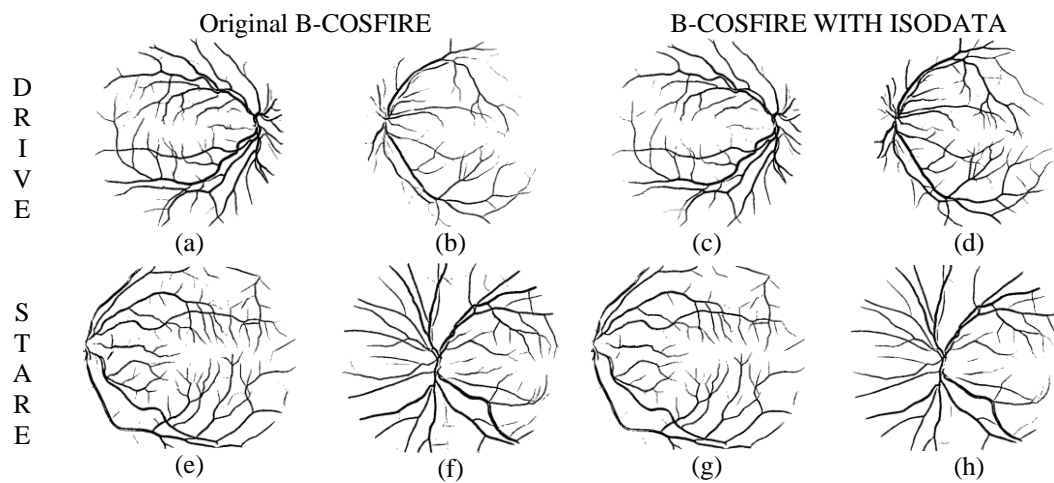 Original B-COSFIRE
B-COSFIRE WITH ISODATA
D
R
I
V
E
(a)
(b)
(c)
(d)
S
T
A
R
E
(e)
(f)
(g)
(h)